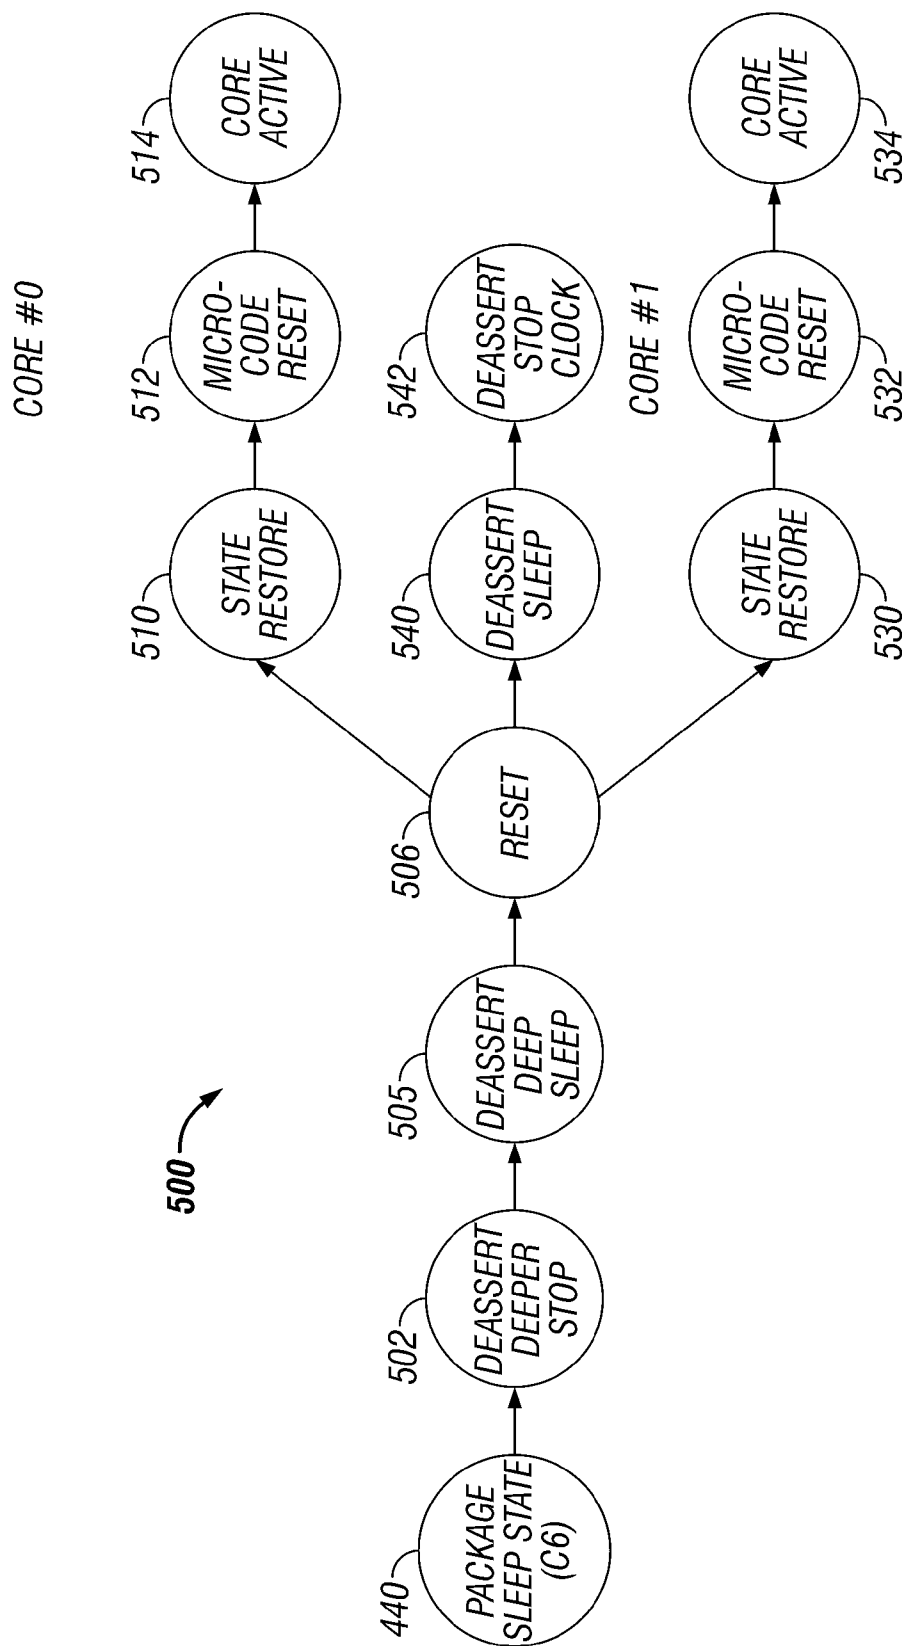 CORE #0
514
CORE
ACTIVE
512
MICRO-
CODE
RESET
510
STATE
RESTORE
542
DEASSERT
STOP
CLOCK
540
DEASSERT
SLEEP
506
RESET
505
DEASSERT
DEEP
SLEEP
502
DEASSERT
DEEPER
STOP
440
PACKAGE
SLEEP STATE
(C6)
500
CORE #1
STATE
RESTORE
530
MICRO-
CODE
RESET
532
CORE
ACTIVE
534